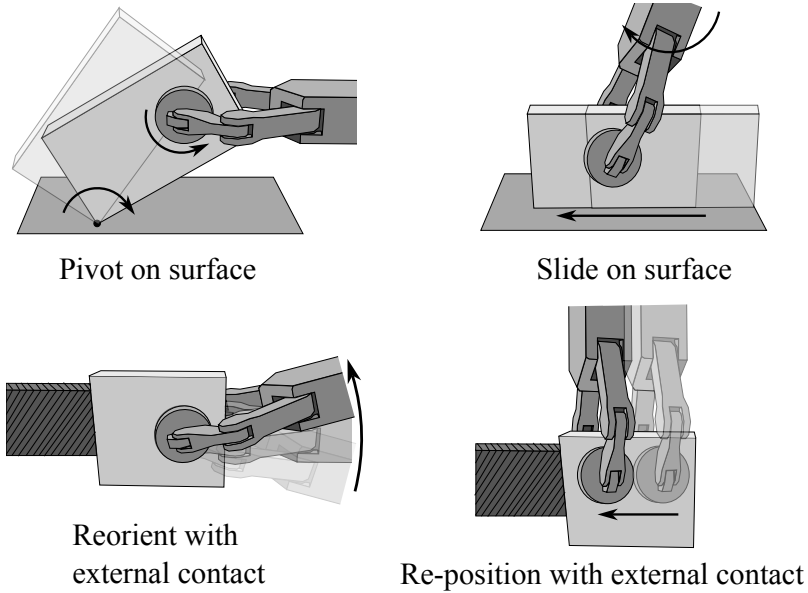 Pivot on surface
Slide on surface
Reorient with
external contact
Re-position with external contact